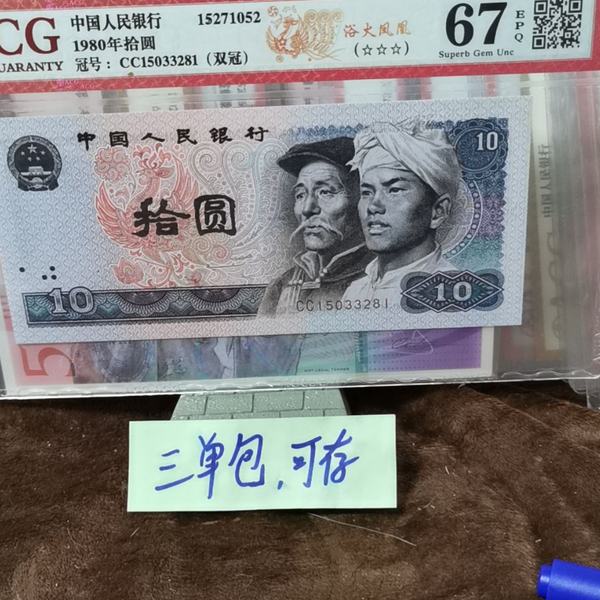 CG
中国人民银行
15271052
1980年拾圆
浴火凤凰
67
EPQ
GUARANTY
冠号：CC15033281（双冠）
（☆☆☆）
Superb Gem Unc
中国人民银行
10
拾圆
10
CC15033281
10
5
三单包，可存